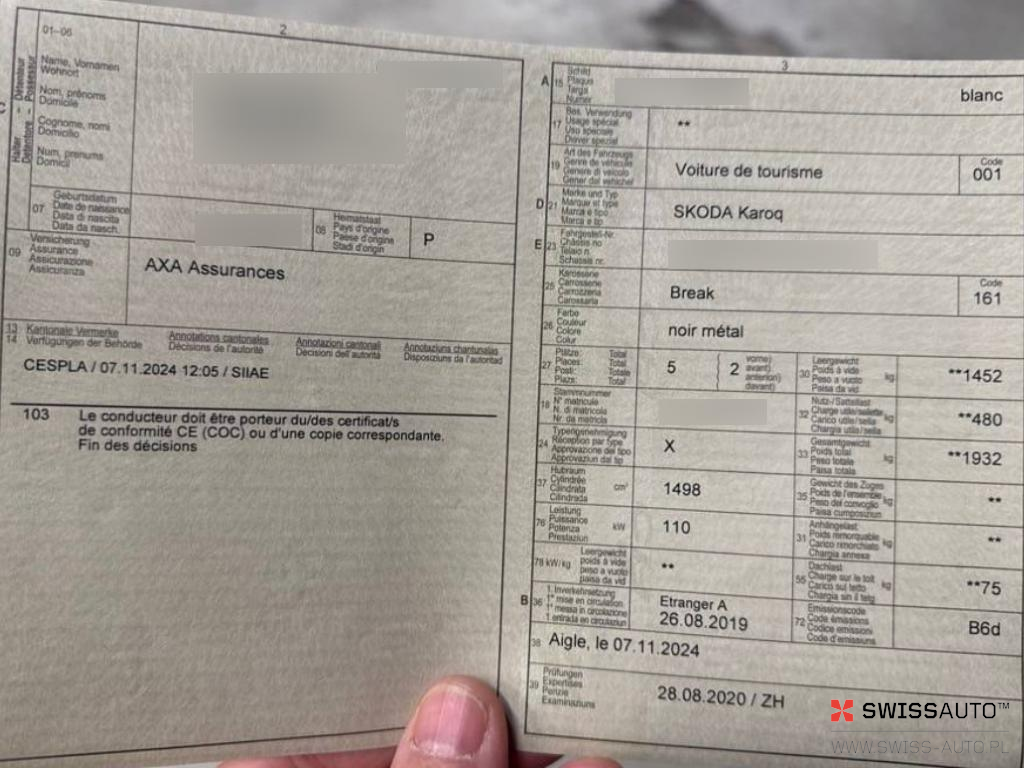 2
01–06
Name, Vornamen
Wohnort
Nom, prénoms
Domicile
Cognome, nomi
Domicilio
Num, prenums
Domicil
Halter - Détenteur
Detentore - Possessur
C
07
Geburtsdatum
Date de naissance
Data di nascita
Data da nasch.
08
Heimatstaat
Pays d'origine
Paese d'origine
Stadi d'origin
P
09
Versicherung
Assurance
Assicurazione
Assicuranza
AXA Assurances
13 Kantonale Vermerke
14 Verfügungen der Behörde
Annotations cantonales
Décisions de l'autorité
Annotazioni cantonali
Decisioni dell'autorità
Annotaziuns chantunalas
Disposiziuns da l'autoritad
CESPLA / 07.11.2024 12:05 / SIIAE
103 Le conducteur doit être porteur du/des certificat/s
de conformité CE (COC) ou d'une copie correspondante.
Fin des décisions
3
A 15
Schild
Plaque
Targa
Numer
blanc
17
Bes. Verwendung
Usage spécial
Uso speciale
Diever spezial
**
19
Art des Fahrzeugs
Genre de véhicule
Genere di veicolo
Gener dal vehichel
Voiture de tourisme
Code
001
D 21
Marke und Typ
Marque et type
Marca e tipo
Marca e tip
SKODA Karoq
E 23
Fahrgestell-Nr.
Châssis no
Telaio n.
Schassis nr.
25
Karosserie
Carrosserie
Carrozzeria
Carossaria
Break
Code
161
26
Farbe
Couleur
Colore
Colur
noir métal
27
Plätze: Total
Places: Total
Posti: Totale
Plazs: Total
5
2
vorne)
avant)
anteriori)
davant)
30
Leergewicht
Poids à vide
Peso a vuoto
Paisa da vid
kg
**1452
18
Stammnummer
N° matricule
N. di matricola
Nr. da matricla
32
Nutz-/Sattellast
Charge utile/sellette
Carico utile/sella
Chargia utila/sella
kg
**480
24
Typengenehmigung
Réception par type
Approvazione del tipo
Approvaziun dal tip
X
33
Gesamtgewicht
Poids total
Peso totale
Paisa totala
kg
**1932
37
Hubraum
Cylindrée
Cilindrata
Cilindrada
cm³
1498
35
Gewicht des Zuges
Poids de l'ensemble
Peso del convoglio
Paisa cumposiziun
kg
**
76
Leistung
Puissance
Potenza
Prestaziun
kW
110
31
Anhängelast
Poids remorquable
Carico rimorchiato
Chargia annexa
kg
**
78 kW/kg
Leergewicht
poids à vide
peso a vuoto
paisa da vid
**
55
Dachlast
Charge sur le toit
Carico sul tetto
Chargia sin il tetg
kg
**75
B 36
1. Inverkehrsetzung
1re mise en circulation
1a messa in circolazione
1. entrada en circulaziun
Etranger A
26.08.2019
72
Emissionscode
Code émissions
Codice emissioni
Code d'emissiuns
B6d
38
Aigle, le 07.11.2024
39
Prüfungen
Expertises
Perizie
Examinaziuns
28.08.2020 / ZH
SWISSAUTO™
WWW.SWISS-AUTO.PL